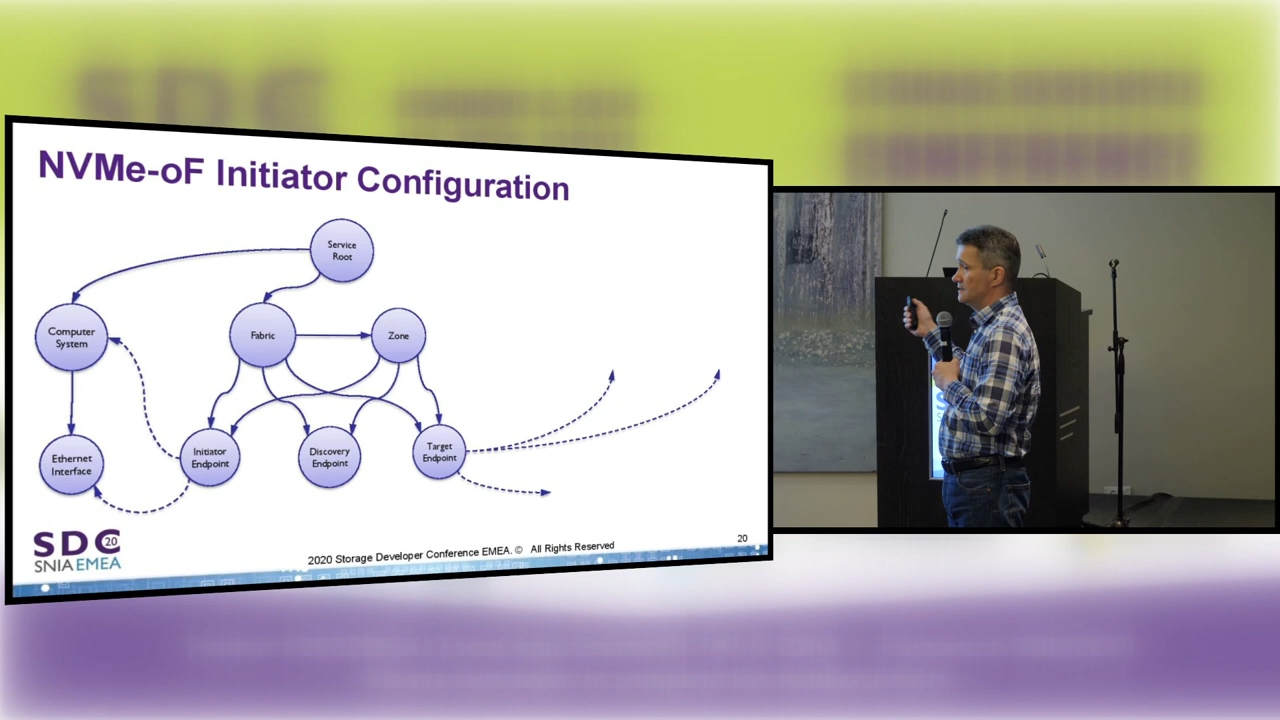 NVMe-oF Initiator Configuration
Service
Root
Computer
System
Fabric
Zone
Ethernet
Interface
Initiator
Endpoint
Discovery
Endpoint
Target
Endpoint
SDC 20
SNIA EMEA
2020 Storage Developer Conference EMEA. © All Rights Reserved
20